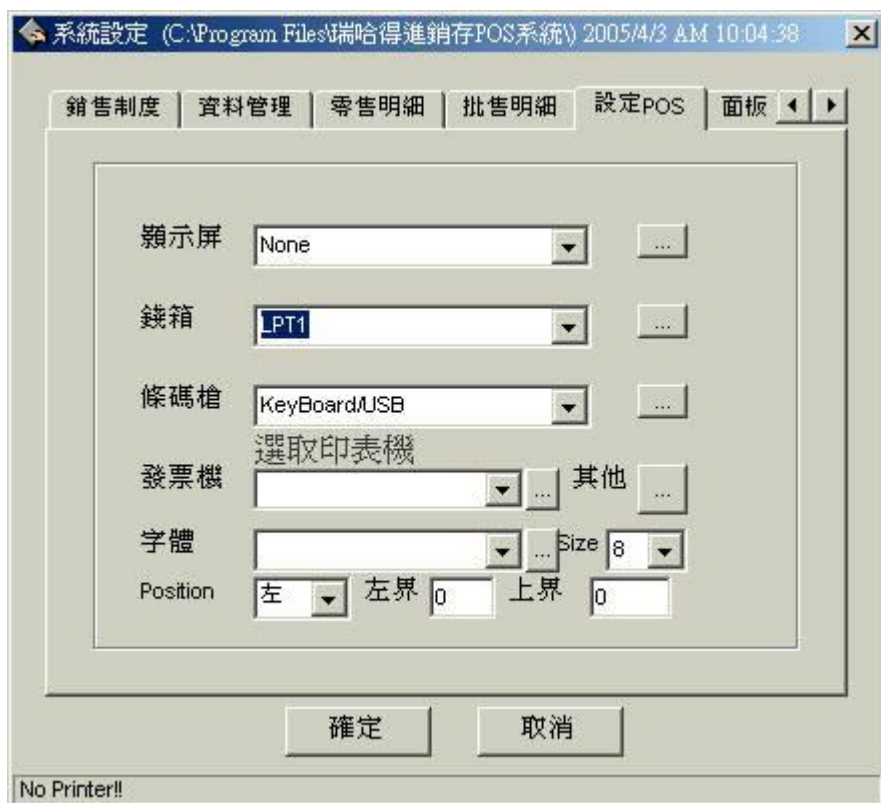 系統設定 (C:\Program Files\瑞哈得進銷存POS系統\) 2005/4/3 AM 10:04:38
銷售制度 資料管理 零售明細 批售明細 設定POS 面板
顯示屏 None ...
錢箱 LPT1 ...
條碼槍 KeyBoard/USB ...
選取印表機
發票機 ... 其他 ...
字體 ... Size 8
Position 左 左界 0 上界 0
確定 取消
No Printer!!